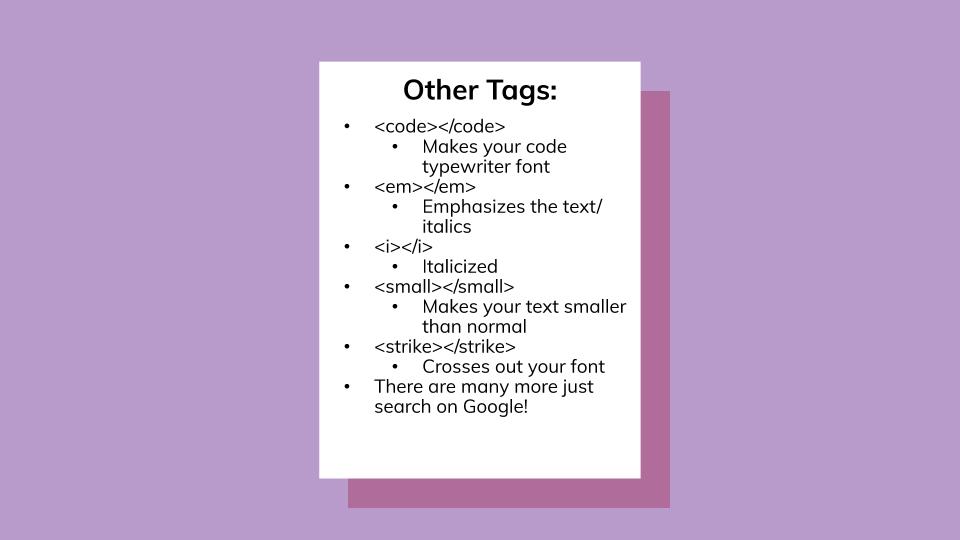 Other Tags:
• <code></code>
• Makes your code
typewriter font
• <em></em>
• Emphasizes the text/
italics
• <i></i>
• Italicized
• <small></small>
• Makes your text smaller
than normal
• <strike></strike>
• Crosses out your font
• There are many more just
search on Google!